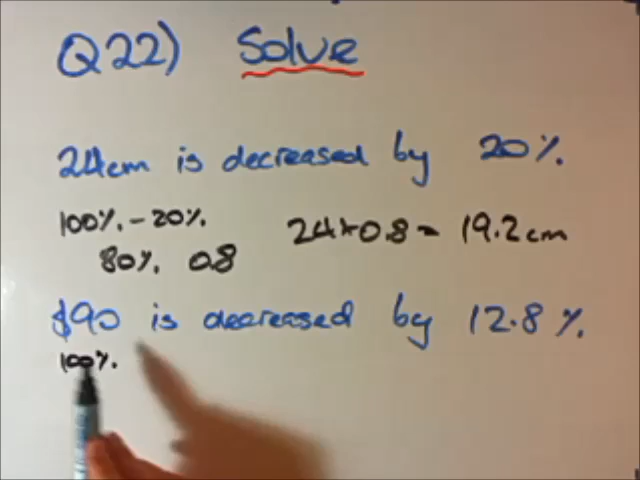 Q22) Solve
24cm is decreased by 20%.
100% - 20%
80% 0.8
24×0.8 = 19.2cm
$90 is decreased by 12.8%
100%